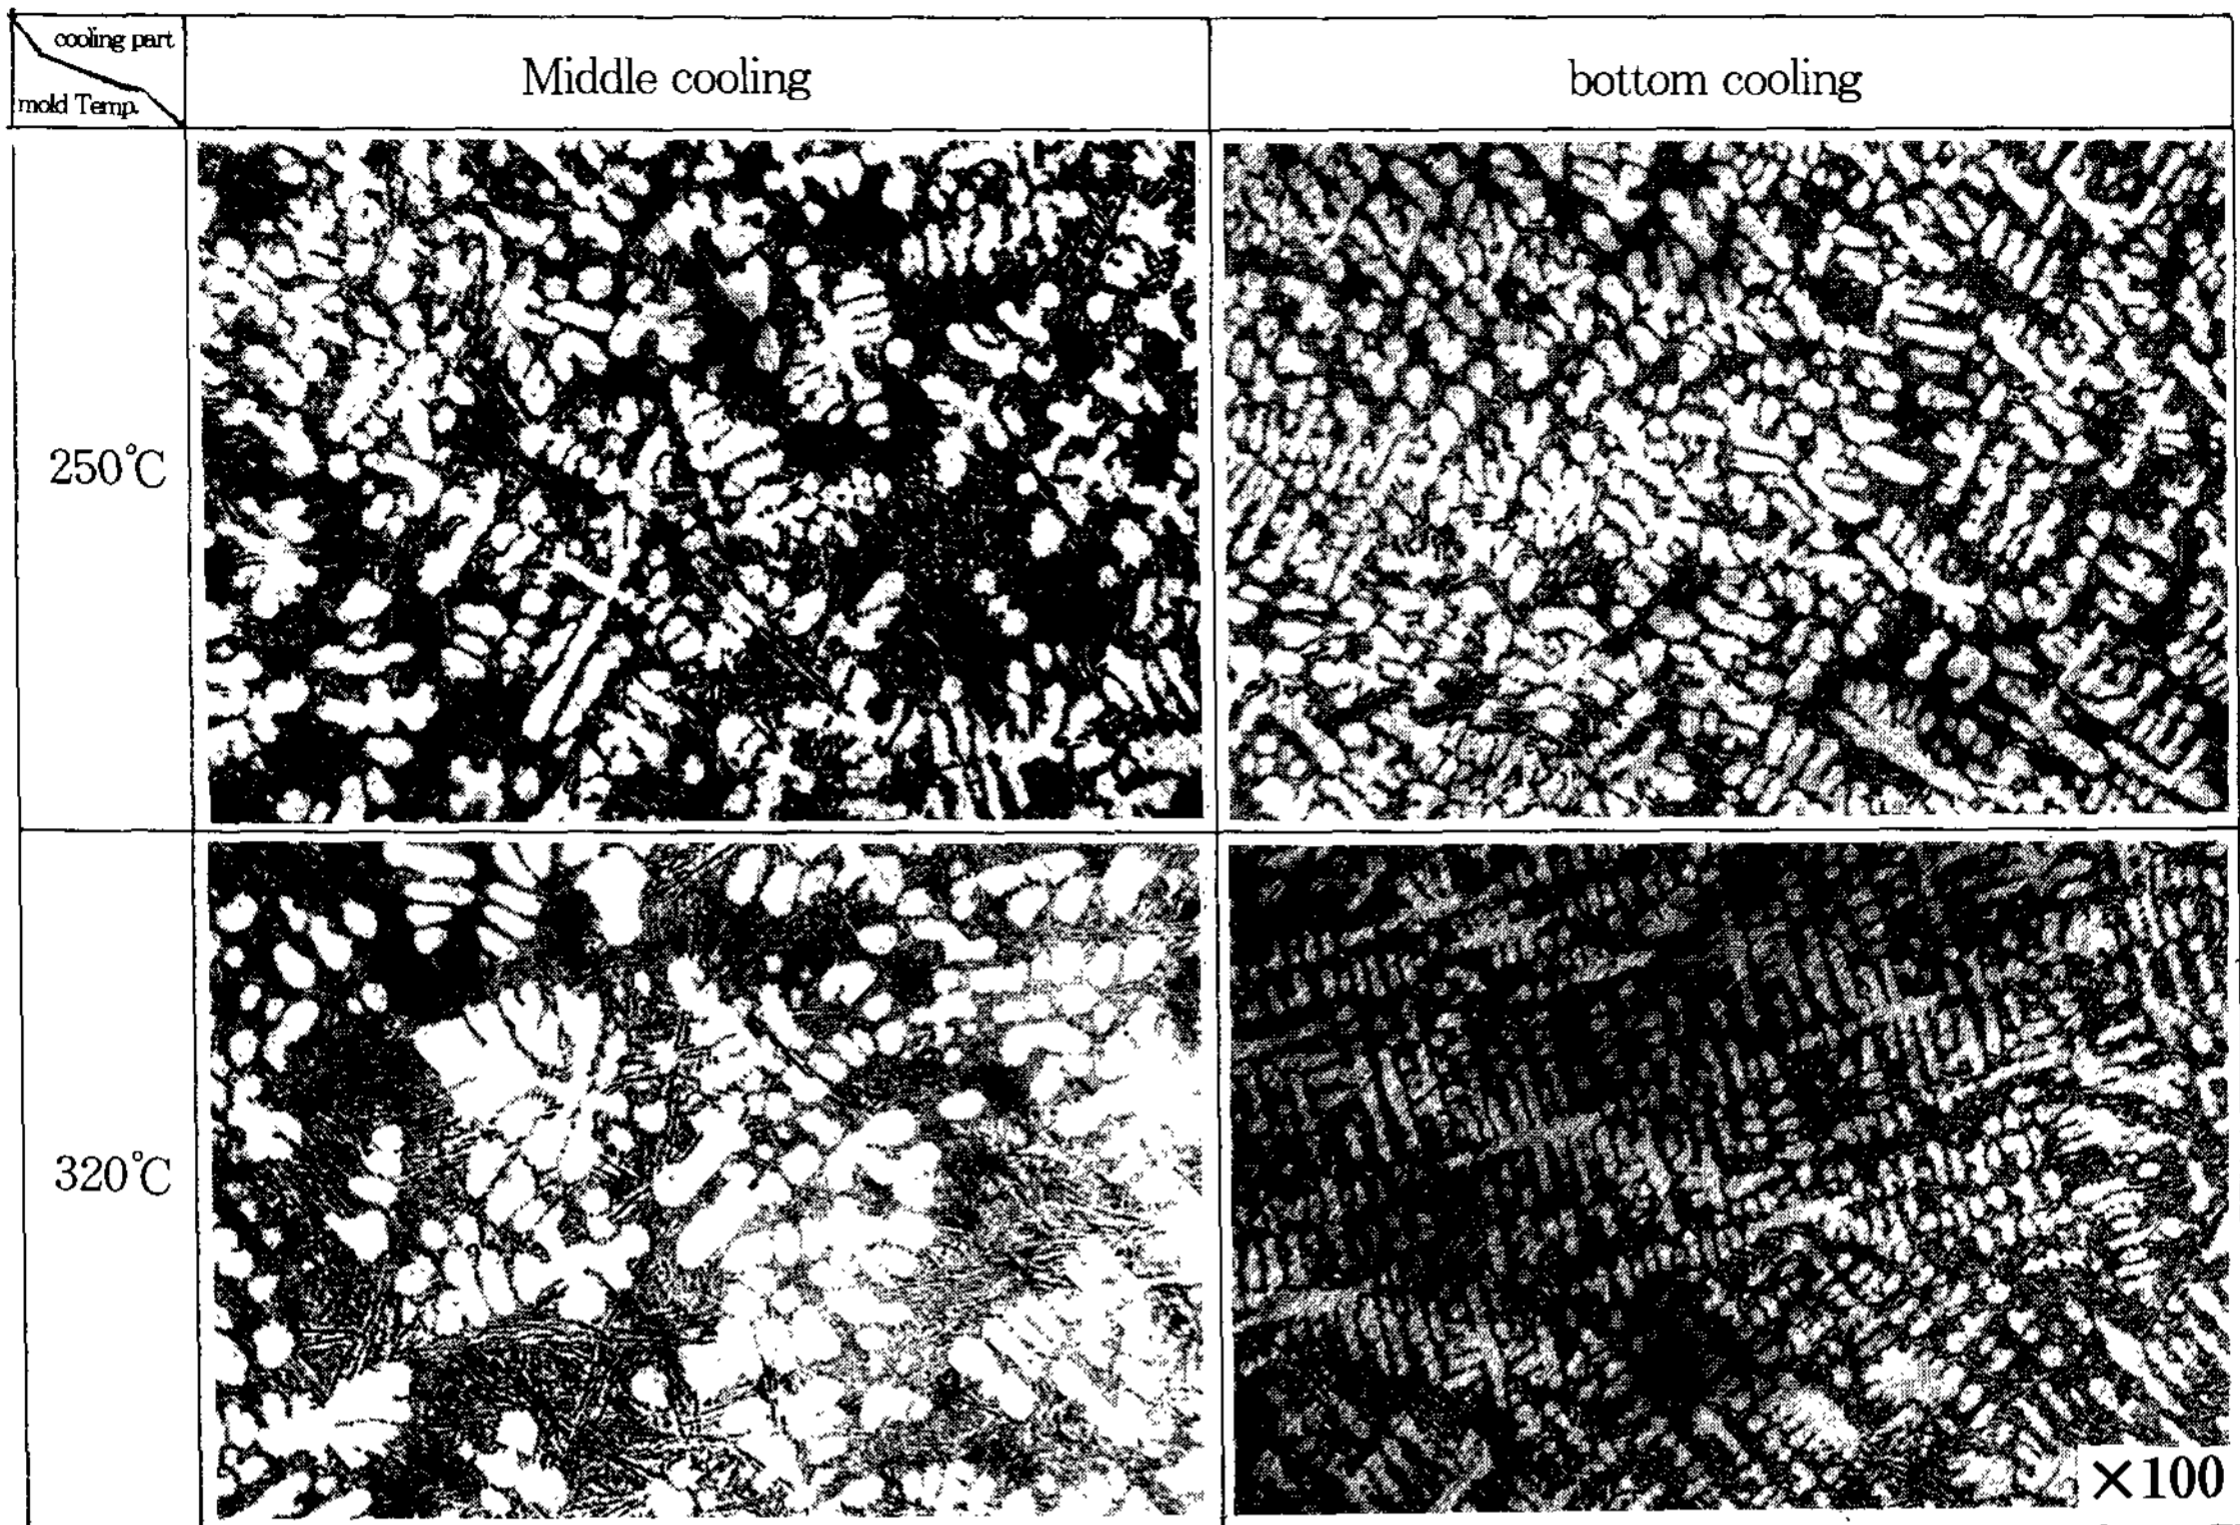 cooling part
mold Temp.
Middle cooling
bottom cooling
250℃
320℃
×100